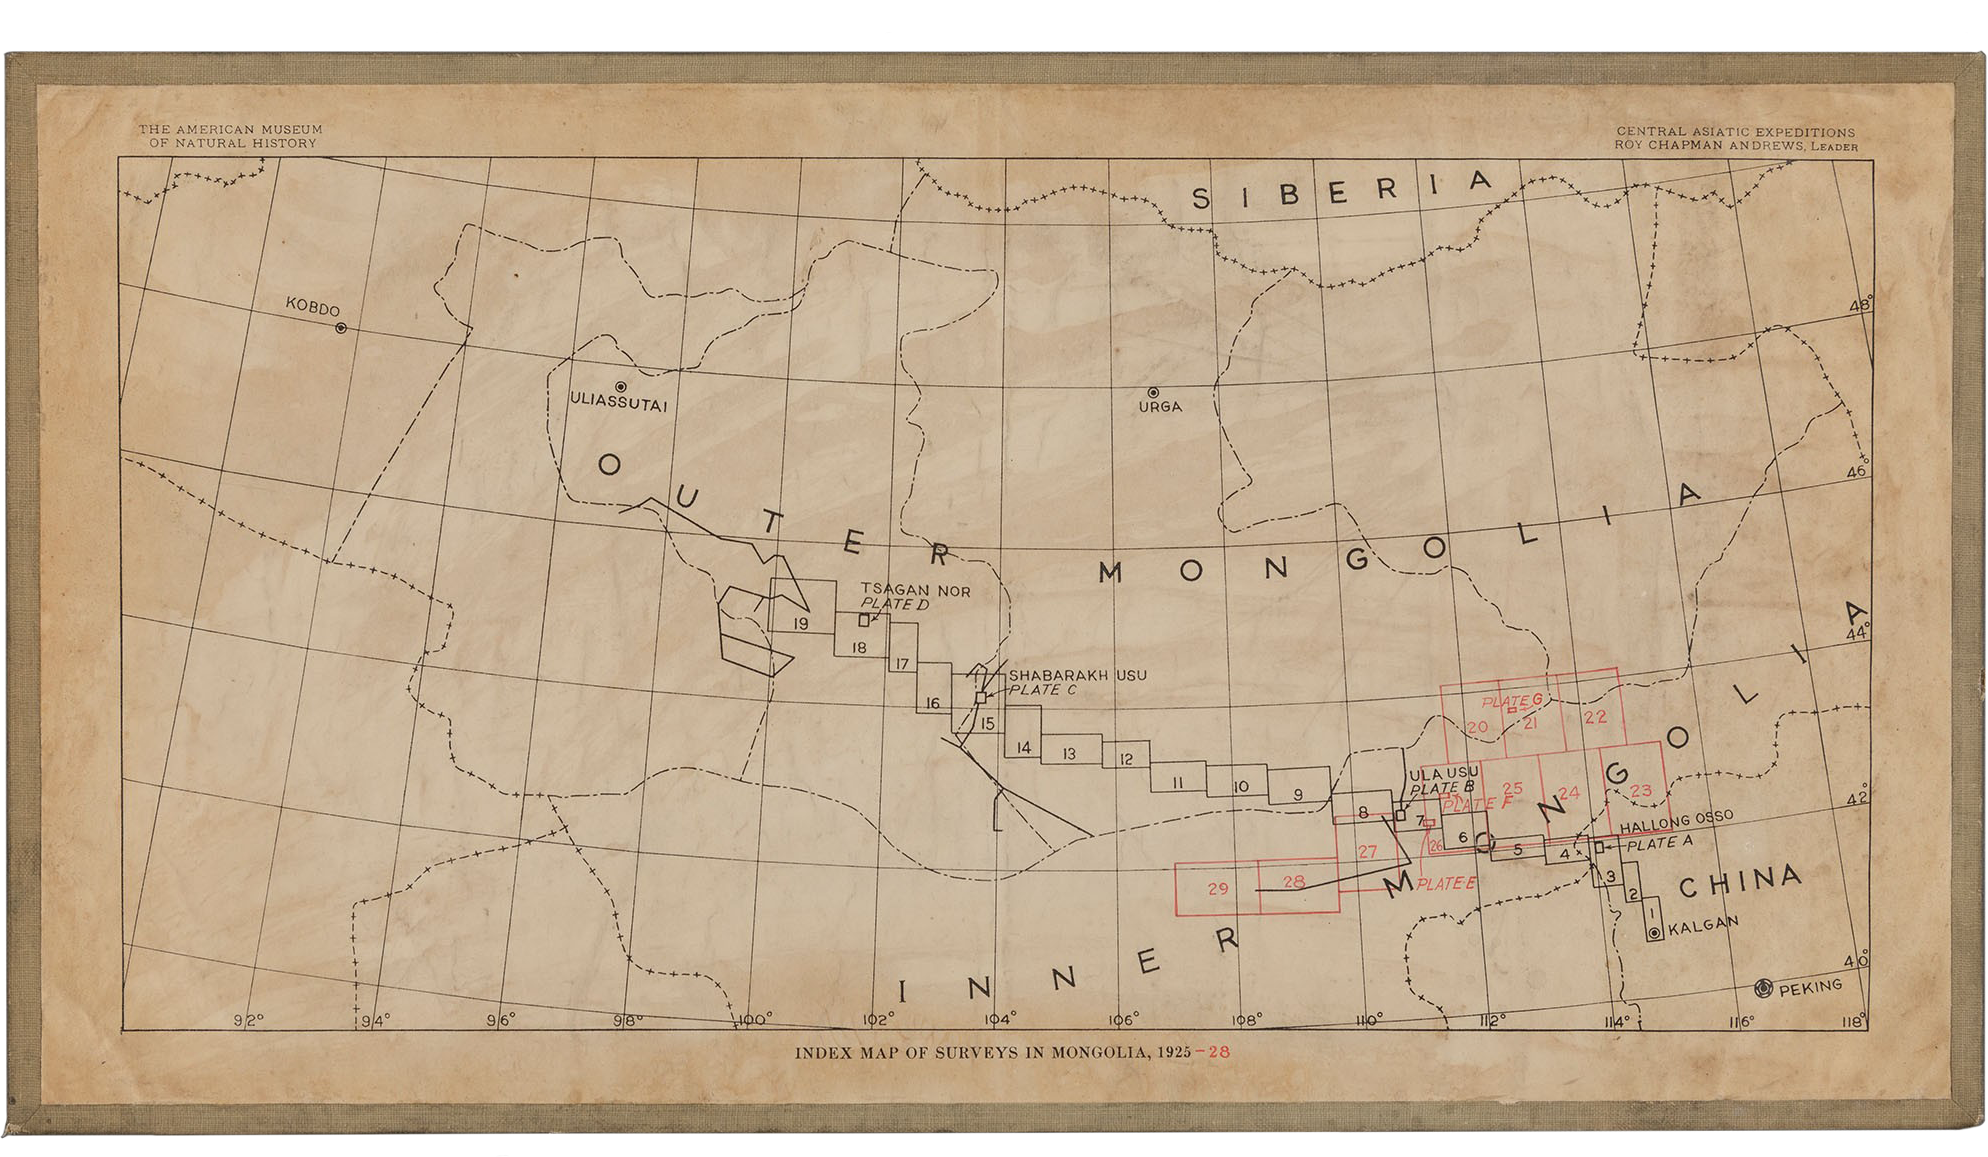 THE AMERICAN MUSEUM
OF NATURAL HISTORY
CENTRAL ASIATIC EXPEDITIONS
ROY CHAPMAN ANDREWS, LEADER
SIBERIA
KOBDO
48°
ULIASSUTAI
URGA
OUTER MONGOLIA
46°
TSAGAN NOR
PLATE D
19
18
17
44°
SHABARAKH USU
PLATE C
16
15
14
13
12
11
10
9
8
7
6
5
4
3
2
1
PLATE G
20
21
22
ULA USU
PLATE B
PLATE F
25
24
23
42°
HALLONG OSSO
PLATE A
26
27
28
29
PLATE E
CHINA
KALGAN
INNER MONGOLIA
40°
PEKING
92°
94°
96°
98°
100°
102°
104°
106°
108°
110°
112°
114°
116°
118°
INDEX MAP OF SURVEYS IN MONGOLIA, 1925-28